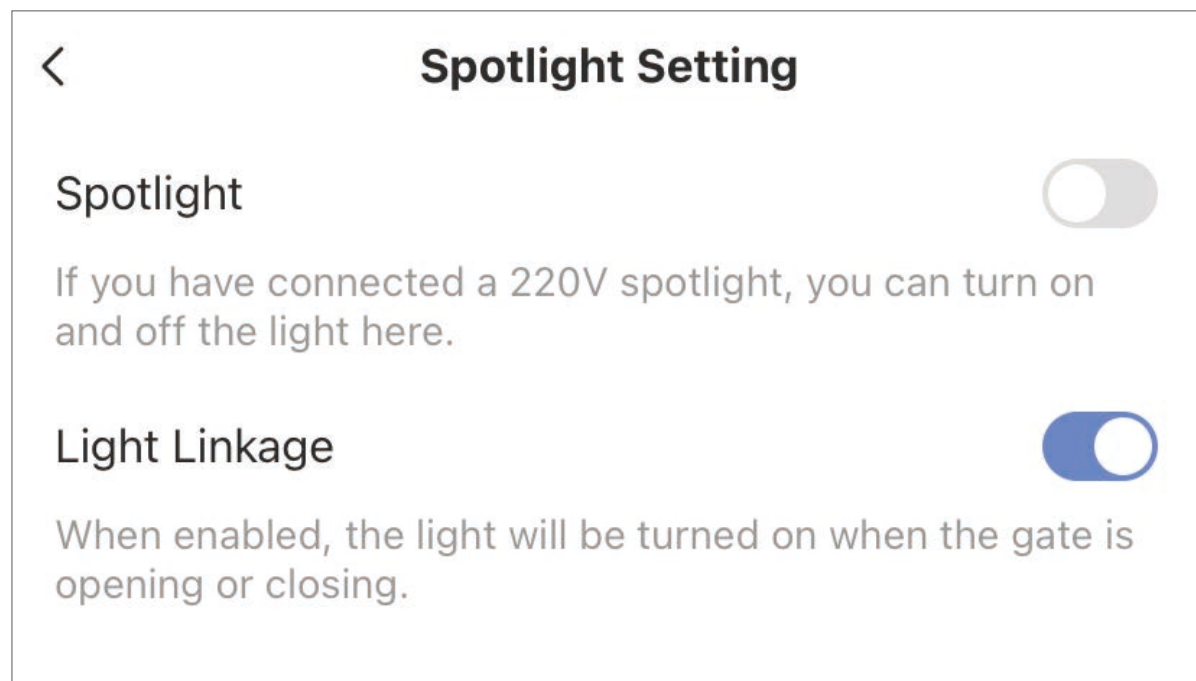 Spotlight Setting
Spotlight
If you have connected a 220V spotlight, you can turn on
and off the light here.
Light Linkage
When enabled, the light will be turned on when the gate is
opening or closing.